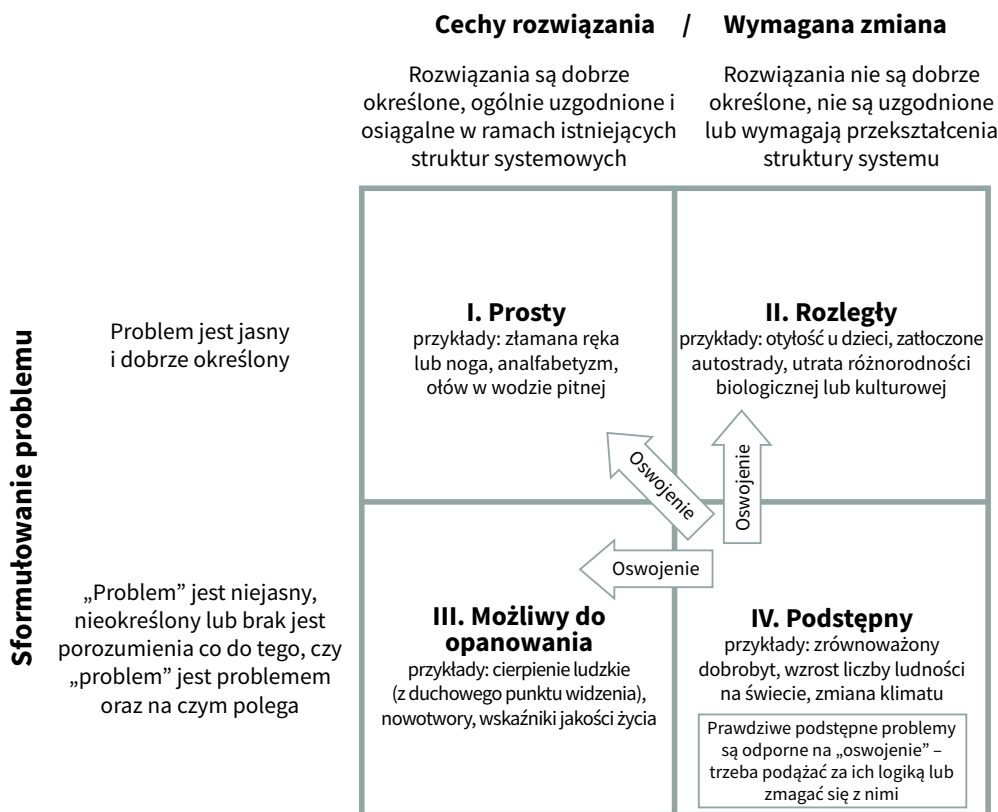 Cechy rozwiązania / Wymagana zmiana
Rozwiązania są dobrze
określone, ogólnie uzgodnione i
osiągalne w ramach istniejących
struktur systemowych
Rozwiązania nie są dobrze
określone, nie są uzgodnione
lub wymagają przekształcenia
struktury systemu
Sformułowanie problemu
Problem jest jasny
i dobrze określony
I. Prosty
przykłady: złamana ręka
lub noga, analfabetyzm,
ołów w wodzie pitnej
II. Rozległy
przykłady: otyłość u dzieci, zatłoczone
autostrady, utrata różnorodności
biologicznej lub kulturowej
Oswojenie
Oswojenie
Oswojenie
„Problem” jest niejasny,
nieokreślony lub brak jest
porozumienia co do tego, czy
„problem” jest problemem
oraz na czym polega
III. Możliwy do
opanowania
przykłady: cierpienie ludzkie
(z duchowego punktu widzenia),
nowotwory, wskaźniki jakości życia
IV. Podstępny
przykłady: zrównoważony
dobrobyt, wzrost liczby ludności
na świecie, zmiana klimatu
Prawdziwe podstępne problemy
są odporne na „oswojenie” –
trzeba podążać za ich logiką lub
zmagać się z nimi